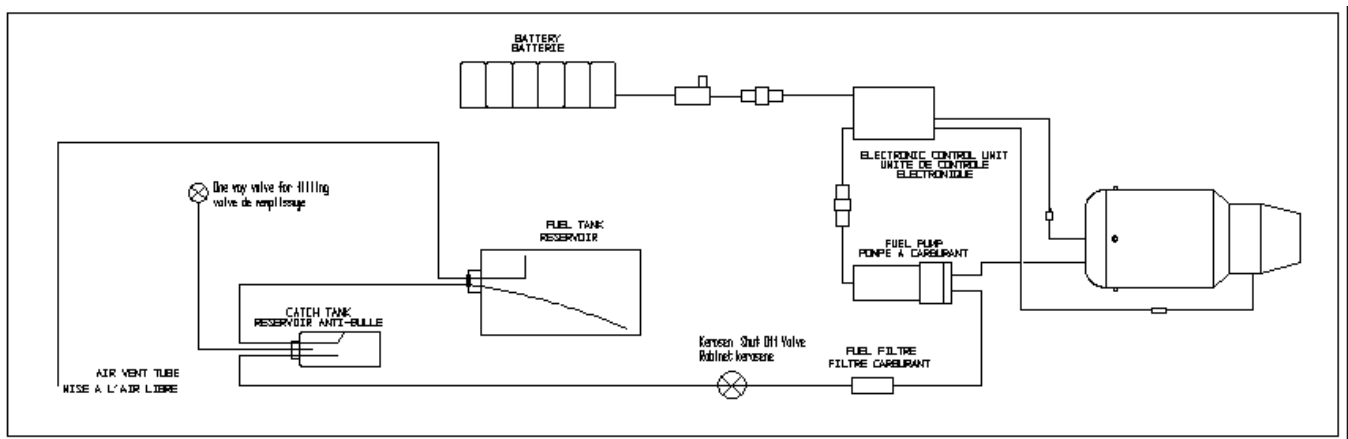 BATTERY
BATTERIE
ELECTRONIC CONTROL UNIT
UNITE DE CONTROLE
ELECTRONIQUE
One way valve for filling
valve de remplissage
FUEL TANK
RESERVOIR
FUEL PUMP
POMPE A CARBURANT
CATCH TANK
RESERVOIR ANTI-BULLE
Kerosen Shut Off Valve
Robinet kerosene
FUEL FILTRE
FILTRE CARBURANT
AIR VENT TUBE
MISE A L'AIR LIBRE